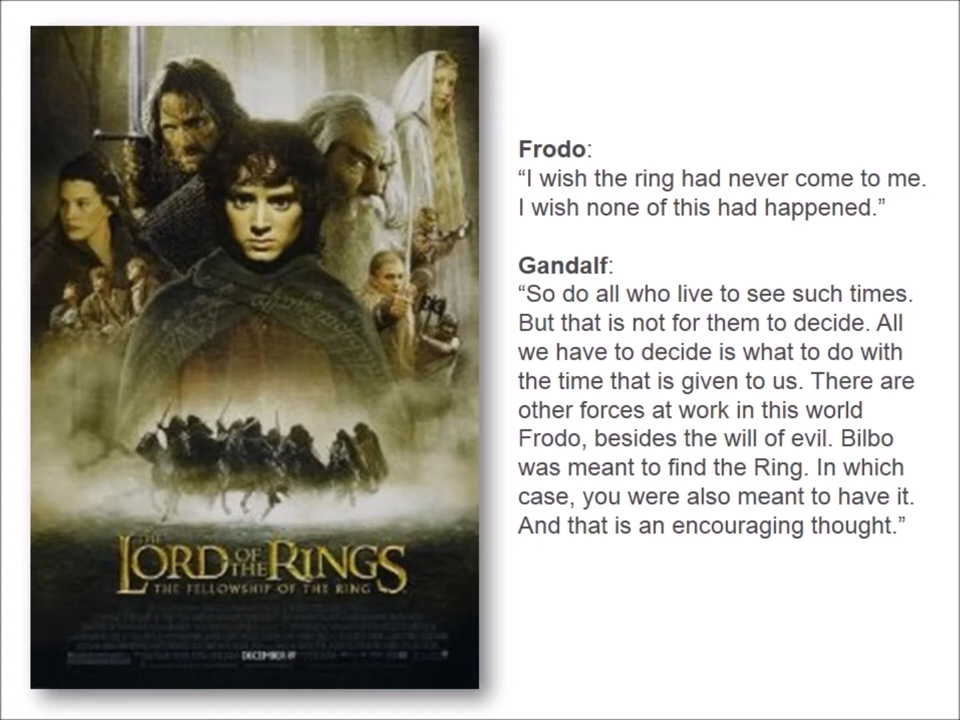 Frodo:
“I wish the ring had never come to me.
I wish none of this had happened.”
Gandalf:
“So do all who live to see such times.
But that is not for them to decide. All
we have to decide is what to do with
the time that is given to us. There are
other forces at work in this world
Frodo, besides the will of evil. Bilbo
was meant to find the Ring. In which
case, you were also meant to have it.
And that is an encouraging thought.”
THE
LORD OF THE RINGS
THE FELLOWSHIP OF THE RING